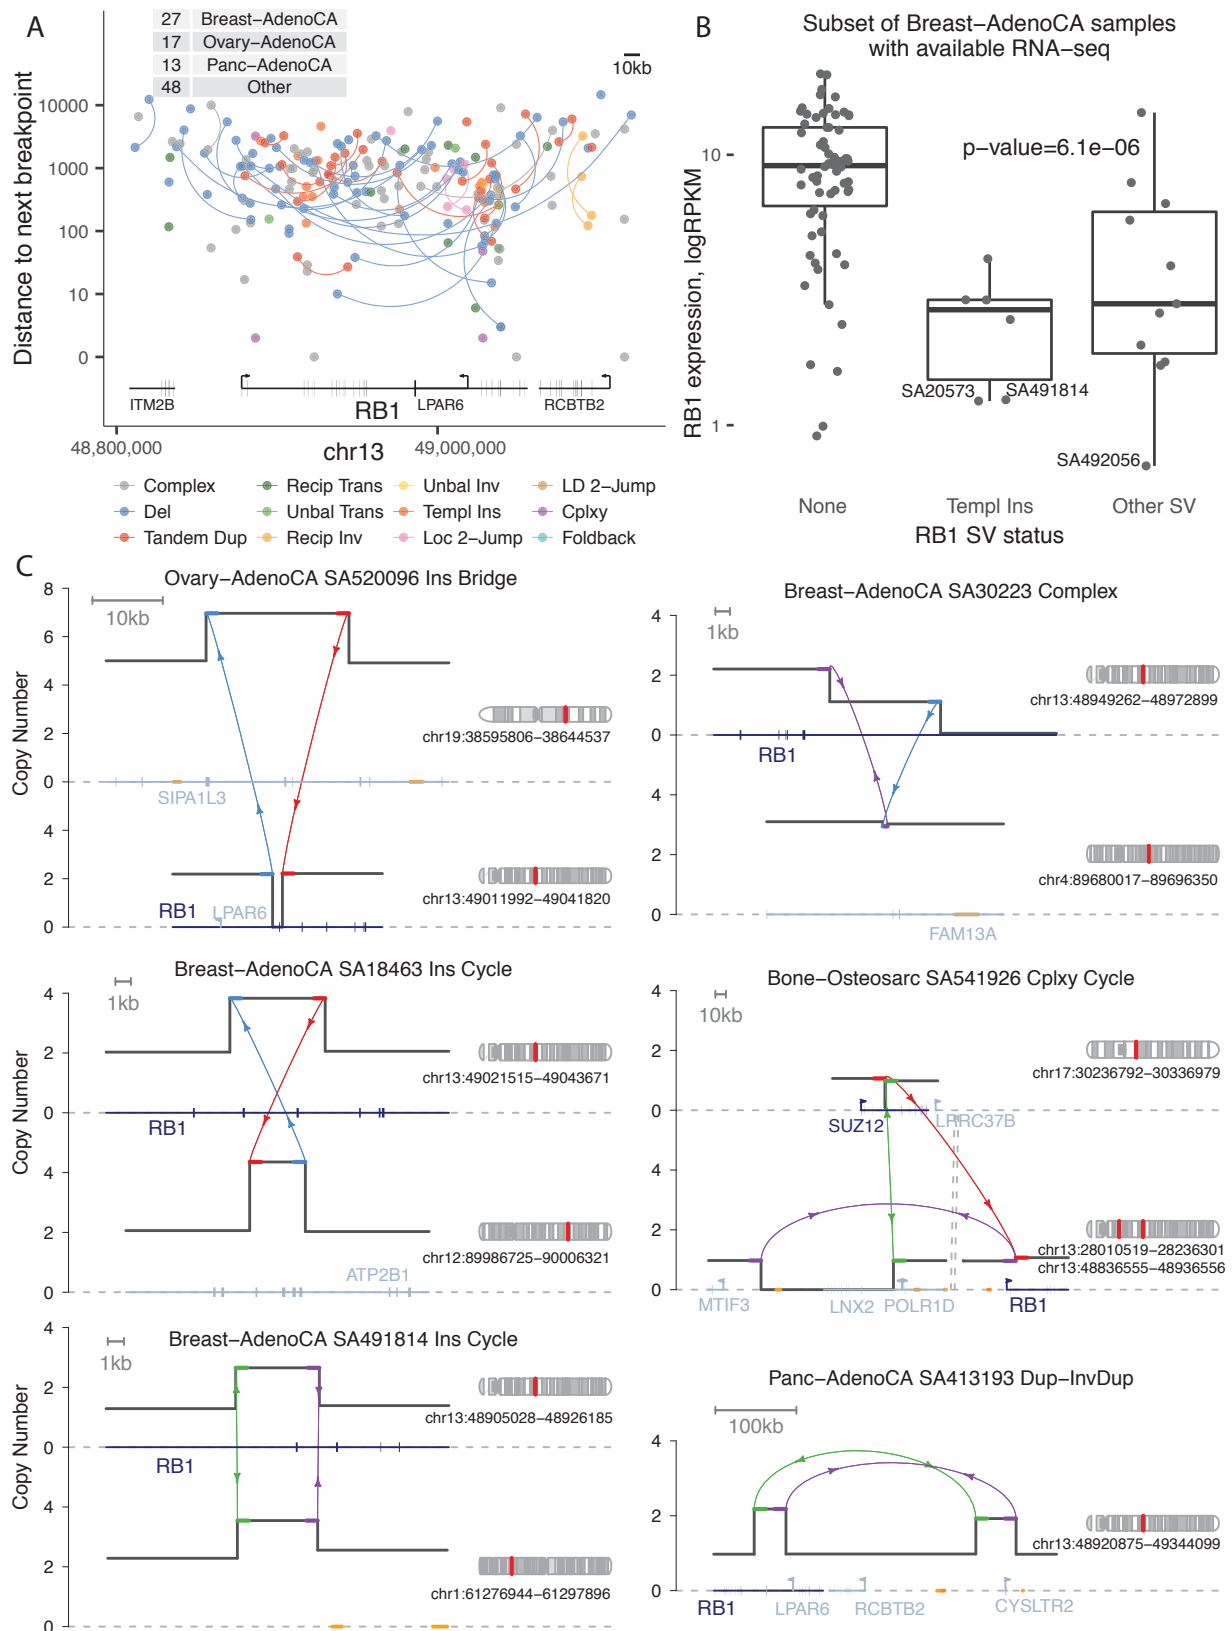 A
27 Breast-AdenoCA
17 Ovary-AdenoCA
13 Panc-AdenoCA
48 Other
10kb
Distance to next breakpoint
10000
1000
100
10
0
ITM2B
RB1
LPAR6
RCBTB2
48,800,000
chr13
49,000,000
Complex
Recip Trans
Unbal Inv
LD 2-Jump
Del
Unbal Trans
Templ Ins
Cplxy
Tandem Dup
Recip Inv
Loc 2-Jump
Foldback
B
Subset of Breast-AdenoCA samples
with available RNA-seq
RB1 expression, logRPKM
10
1
p-value=6.1e-06
SA20573
SA491814
SA492056
None
Templ Ins
Other SV
RB1 SV status
C
Ovary-AdenoCA SA520096 Ins Bridge
10kb
Copy Number
8
6
4
2
0
4
2
0
chr19:38595806-38644537
SIPA1L3
chr13:49011992-49041820
RB1
LPAR6
Breast-AdenoCA SA18463 Ins Cycle
1kb
Copy Number
4
2
0
4
2
0
chr13:49021515-49043671
RB1
chr12:89986725-90006321
ATP2B1
Breast-AdenoCA SA491814 Ins Cycle
1kb
Copy Number
4
2
0
4
2
0
chr13:48905028-48926185
RB1
chr1:61276944-61297896
Breast-AdenoCA SA30223 Complex
1kb
4
2
0
4
2
0
chr13:48949262-48972899
RB1
chr4:89680017-89696350
FAM13A
Bone-Osteosarc SA541926 Cplxy Cycle
10kb
4
2
0
4
2
0
chr17:30236792-30336979
SUZ12
LRRC37B
chr13:28010519-28236301
chr13:48836555-48936556
MTIF3
LNX2
POLR1D
RB1
Panc-AdenoCA SA413193 Dup-InvDup
100kb
4
2
0
chr13:48920875-49344099
RB1
LPAR6
RCBTB2
CYSLTR2